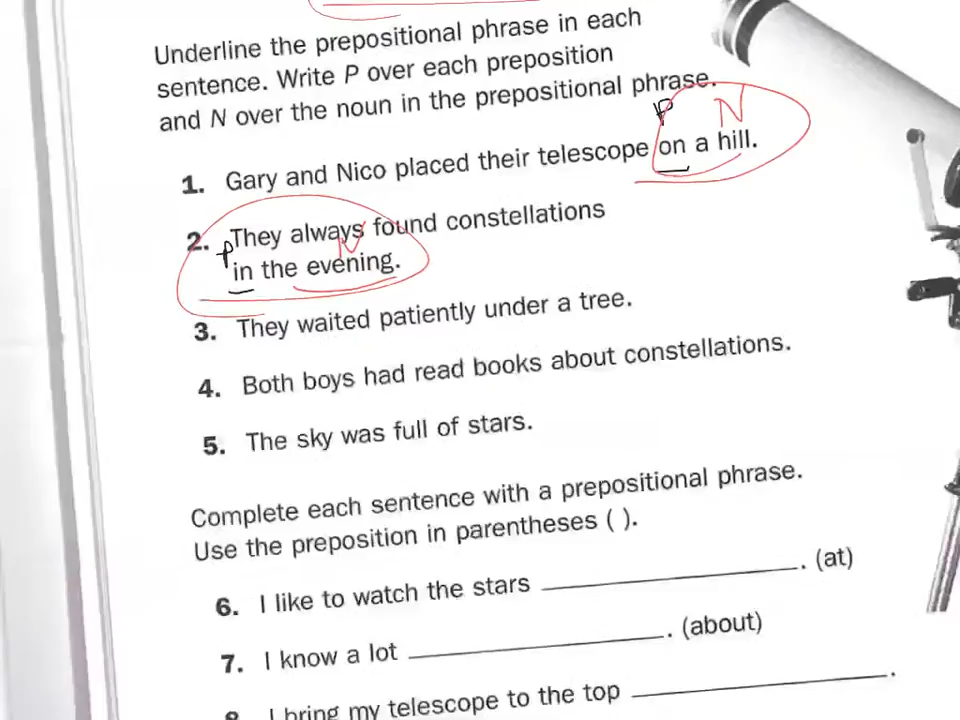 Underline the prepositional phrase in each
sentence. Write P over each preposition
and N over the noun in the prepositional phrase.
P N
1. Gary and Nico placed their telescope on a hill.
2. They always found constellations
P N
in the evening.
3. They waited patiently under a tree.
4. Both boys had read books about constellations.
5. The sky was full of stars.
Complete each sentence with a prepositional phrase.
Use the preposition in parentheses ( ).
6. I like to watch the stars ____________. (at)
7. I know a lot ____________. (about)
8. I bring my telescope to the top ____________.